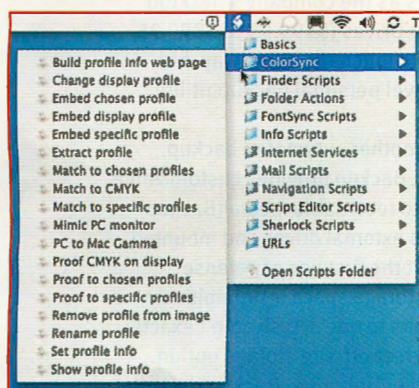 Basics
ColorSync
Finder Scripts
Folder Actions
FontSync Scripts
Info Scripts
Internet Services
Mail Scripts
Navigation Scripts
Script Editor Scripts
Sherlock Scripts
URLs
Open Scripts Folder
Build profile info web page
Change display profile
Embed chosen profile
Embed display profile
Embed specific profile
Extract profile
Match to chosen profiles
Match to CMYK
Match to specific profiles
Mimic PC monitor
PC to Mac Gamma
Proof CMYK on display
Proof to chosen profiles
Proof to specific profiles
Remove profile from image
Rename profile
Set profile info
Show profile info